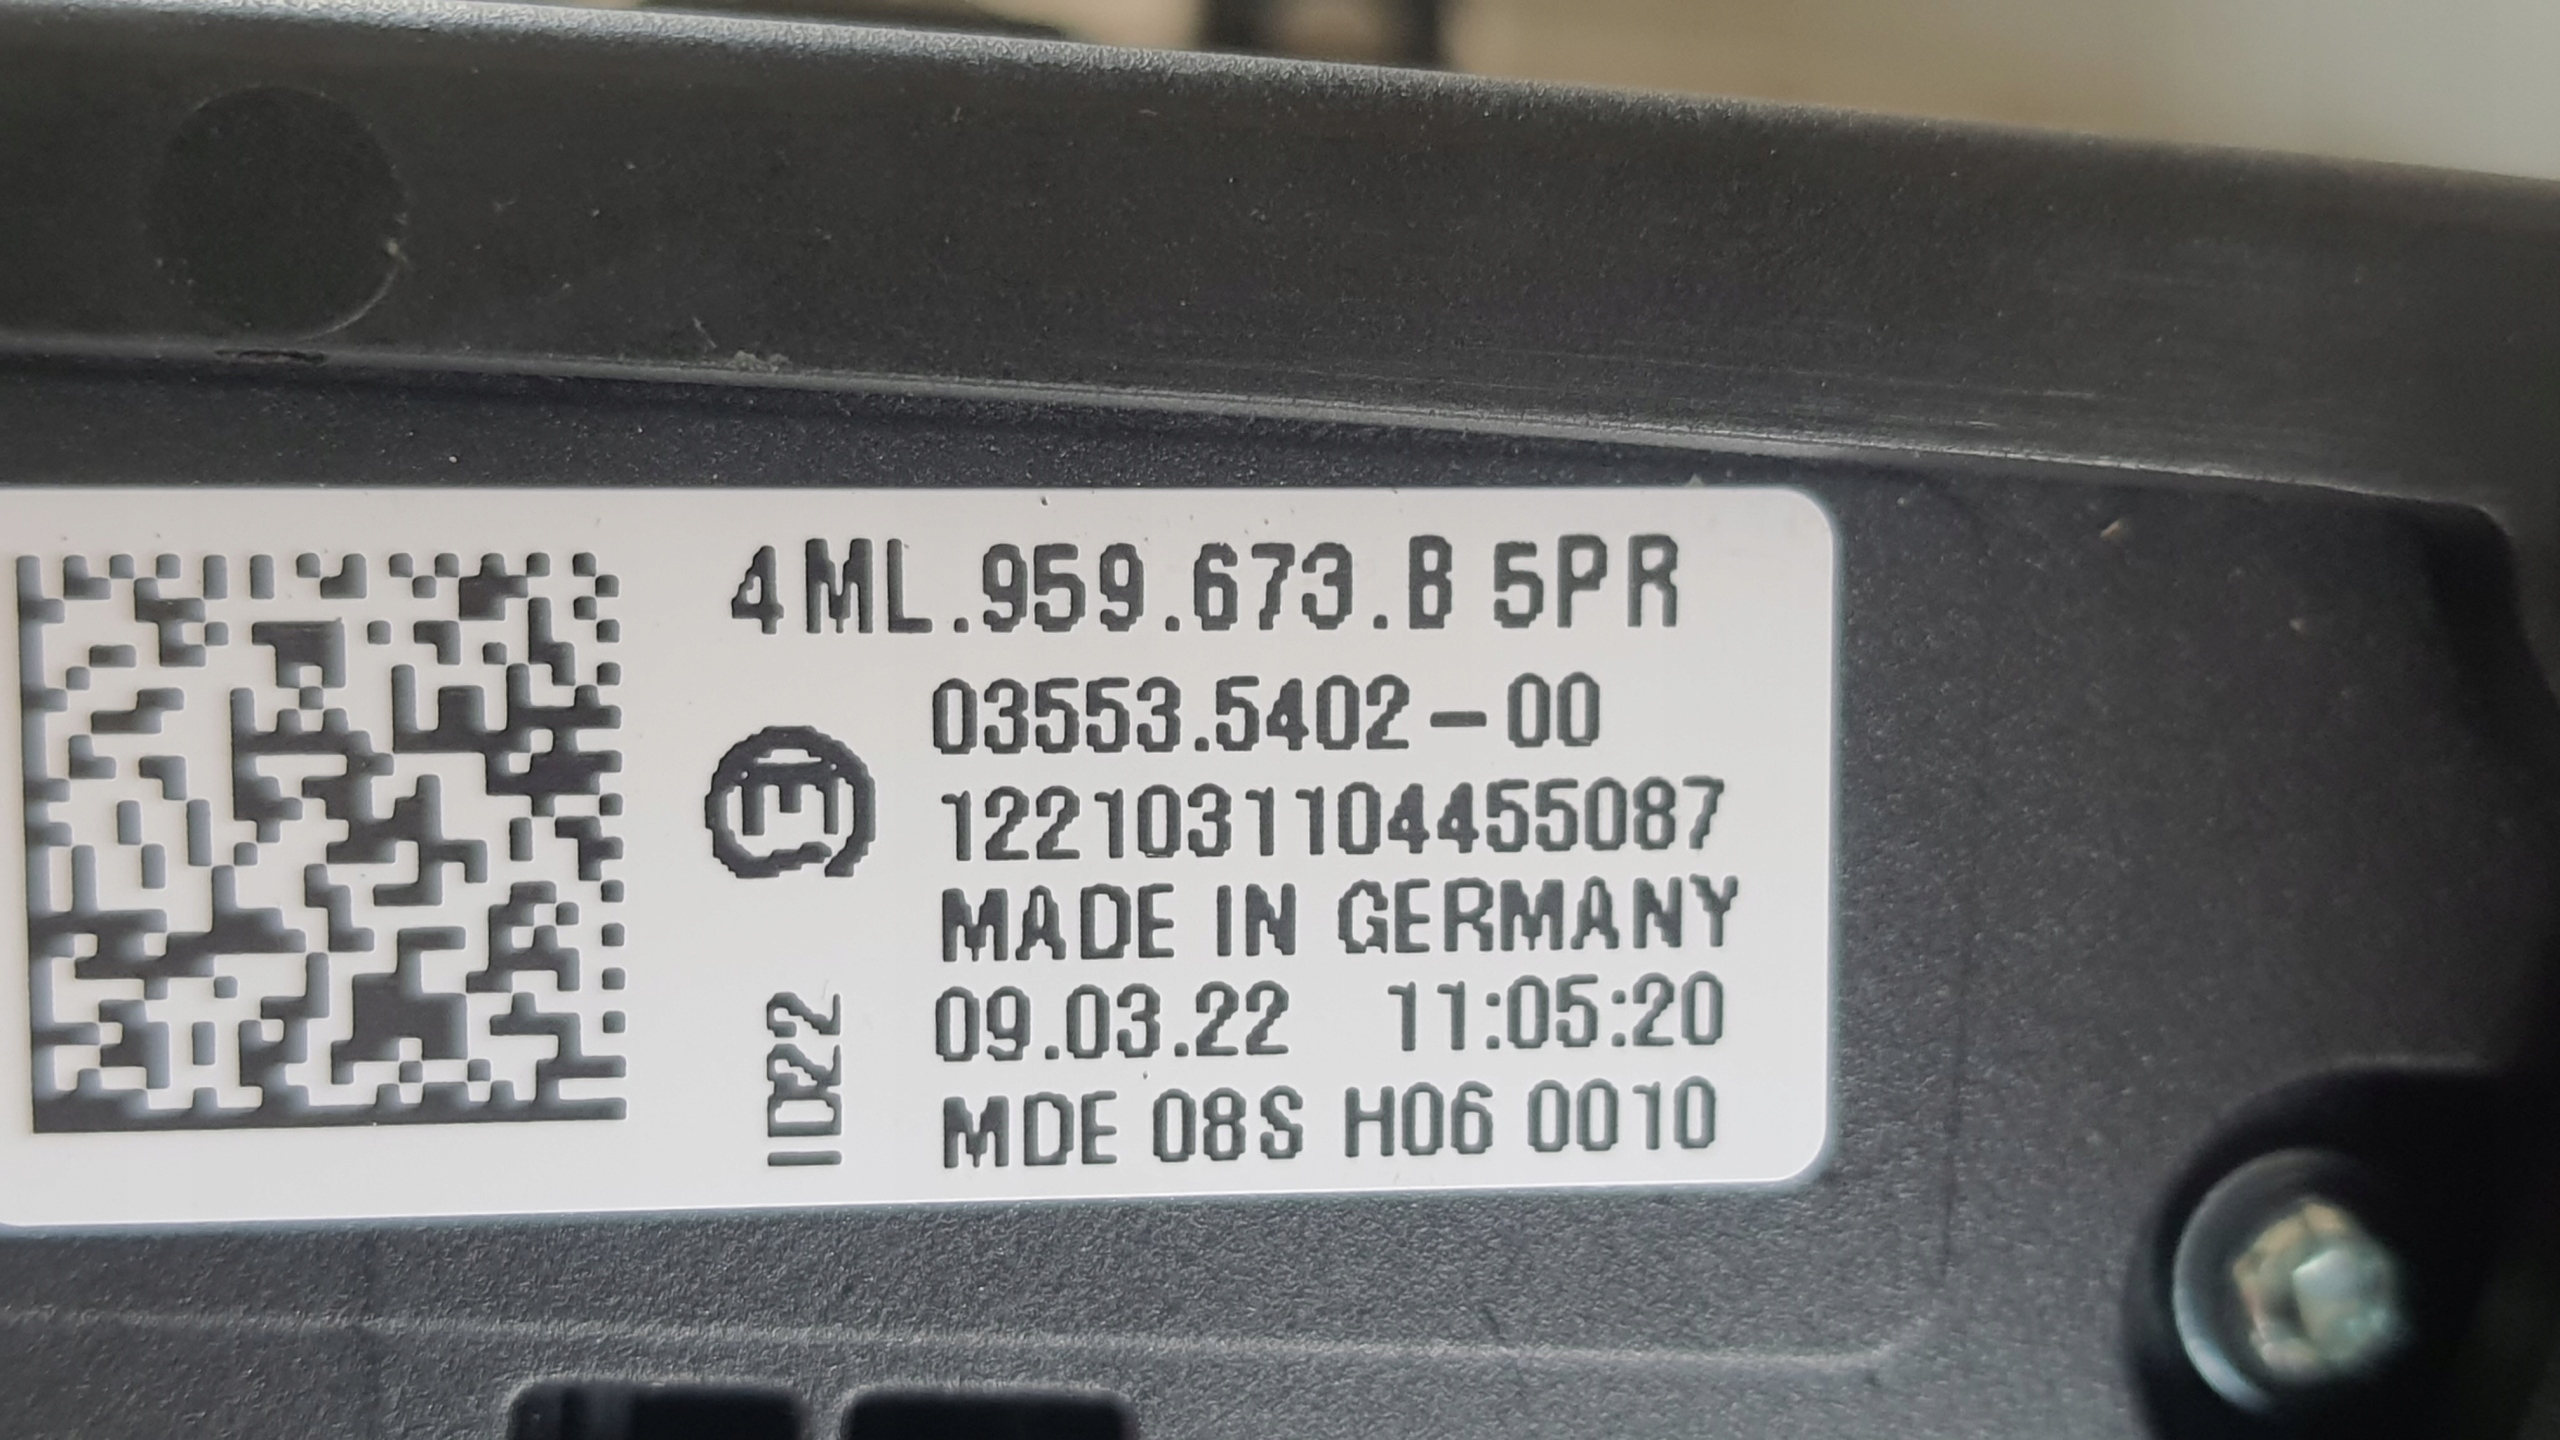 4ML.959.673.B 5PR
03553.5402-00
1221031104455087
MADE IN GERMANY
09.03.22 11:05:20
MDE 08S H06 0010
ID22